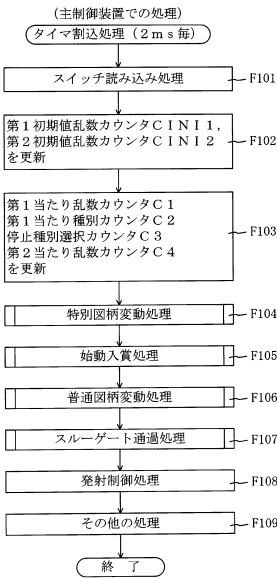 (主制御装置での処理)
タイマ割込処理(2ms毎)
スイッチ読み込み処理
F101
第1初期値乱数カウンタCINI1,
第2初期値乱数カウンタCINI2
を更新
F102
第1当たり乱数カウンタC1
第1当たり種別カウンタC2
停止種別選択カウンタC3
第2当たり乱数カウンタC4
を更新
F103
特別図柄変動処理
F104
始動入賞処理
F105
普通図柄変動処理
F106
スルーゲート通過処理
F107
発射制御処理
F108
その他の処理
F109
終了